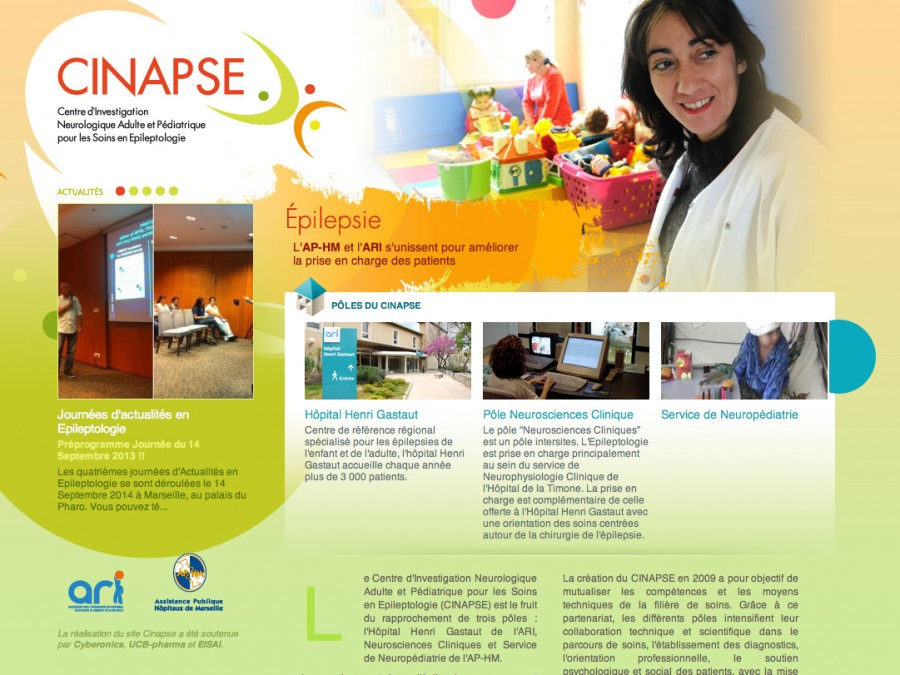 CINAPSE
Centre d'Investigation
Neurologique Adulte et Pédiatrique
pour les Soins en Epileptologie
ACTUALITÉS
Épilepsie
L'AP-HM et l'ARI s'unissent pour améliorer
la prise en charge des patients
PÔLES DU CINAPSE
ari
Hôpital
Henri Gastaut
Entrée
Journées d'actualités en
Epileptologie
Préprogramme Journée du 14
Septembre 2013 !!
Les quatrièmes journées d'Actualités en
Epileptologie se sont déroulées le 14
Septembre 2014 à Marseille, au palais du
Pharo. Vous pouvez té...
Hôpital Henri Gastaut
Centre de référence régional
spécialisé pour les épilepsies de
l'enfant et de l'adulte, l'hôpital Henri
Gastaut accueille chaque année
plus de 3 000 patients.
Pôle Neurosciences Clinique
Le pôle "Neurosciences Cliniques"
est un pôle intersites. L'Epileptologie
est prise en charge principalement
au sein du service de
Neurophysiologie Clinique de
l'Hôpital de la Timone. La prise en
charge est complémentaire de celle
offerte à l'Hôpital Henri Gastaut avec
une orientation des soins centrées
autour de la chirurgie de l'épilepsie.
Service de Neuropédiatrie
ari
Assistance Publique
Hôpitaux de Marseille
La réalisation du site Cinapse a été soutenue
par Cyberonics, UCB-pharma et EISAI.
Le Centre d'Investigation Neurologique
Adulte et Pédiatrique pour les Soins
en Epileptologie (CINAPSE) est le fruit
du rapprochement de trois pôles :
l'Hôpital Henri Gastaut de l'ARI,
Neurosciences Cliniques et Service
de Neuropédiatrie de l'AP-HM.
La création du CINAPSE en 2009 a pour objectif de
mutualiser les compétences et les moyens
techniques de la filière de soins. Grâce à ce
partenariat, les différents pôles intensifient leur
collaboration technique et scientifique dans le
parcours de soins, l'établissement des diagnostics,
l'orientation professionnelle, le soutien
psychologique et social des patients, avec la mise